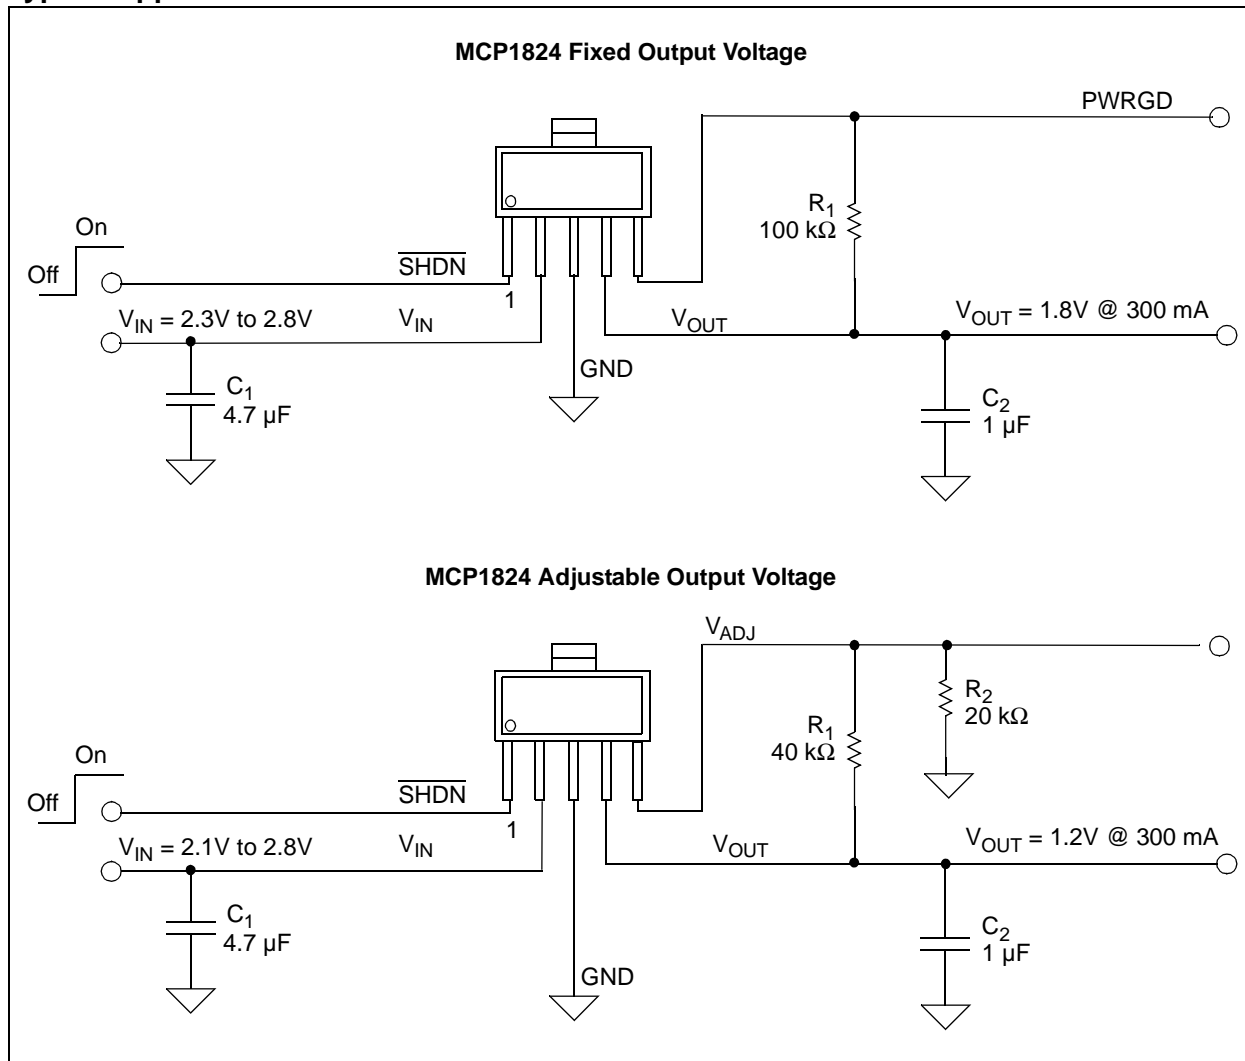 MCP1824 Fixed Output Voltage
PWRGD
R1
100 kΩ
On
Off
SHDN
1
VIN = 2.3V to 2.8V
VIN
VOUT
VOUT = 1.8V @ 300 mA
GND
C1
4.7 µF
C2
1 µF
MCP1824 Adjustable Output Voltage
VADJ
R2
20 kΩ
R1
40 kΩ
On
Off
SHDN
1
VIN = 2.1V to 2.8V
VIN
VOUT
VOUT = 1.2V @ 300 mA
C1
4.7 µF
C2
1 µF
GND